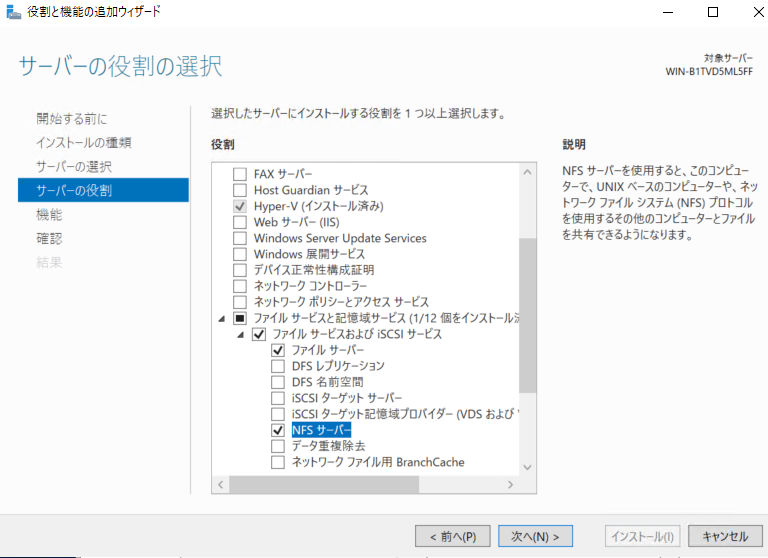 役割と機能の追加ウィザード
サーバーの役割の選択
対象サーバー
WIN-B1TVD5ML5FF
開始する前に
インストールの種類
サーバーの選択
サーバーの役割
機能
確認
結果
選択したサーバーにインストールする役割を 1 つ以上選択します。
役割
FAX サーバー
Host Guardian サービス
Hyper-V (インストール済み)
Web サーバー (IIS)
Windows Server Update Services
Windows 展開サービス
デバイス正常性構成証明
ネットワーク コントローラー
ネットワーク ポリシーとアクセス サービス
ファイル サービスと記憶域サービス (1/12 個をインストール済
ファイル サービスおよび iSCSI サービス
ファイル サーバー
DFS レプリケーション
DFS 名前空間
iSCSI ターゲット サーバー
iSCSI ターゲット記憶域プロバイダー (VDS および
NFS サーバー
データ重複除去
ネットワーク ファイル用 BranchCache
説明
NFS サーバーを使用すると、このコンピュー
ターで、UNIX ベースのコンピューターや、ネッ
トワーク ファイル システム (NFS) プロトコル
を使用するその他のコンピューターとファイル
を共有できるようになります。
< 前へ(P)
次へ(N) >
インストール(I)
キャンセル